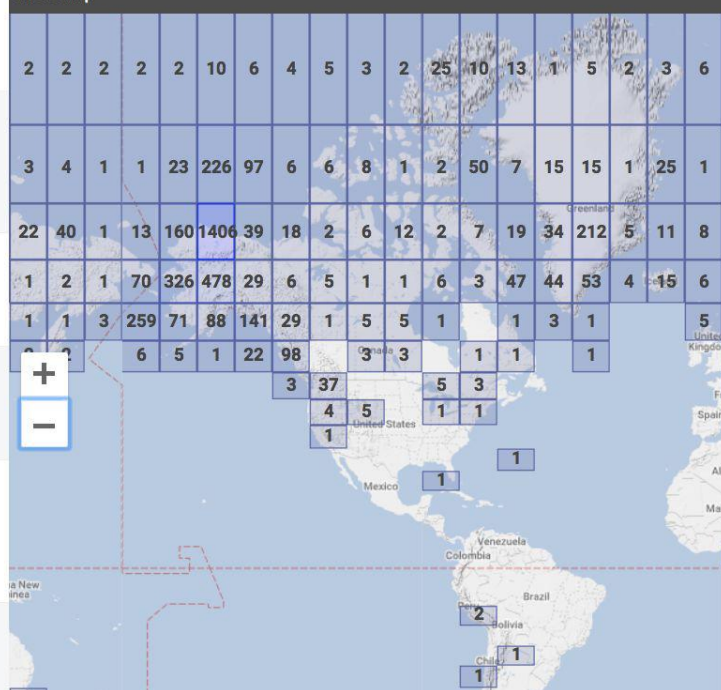 2 2 2 2 2 10 6 4 5 3 2 25 10 13 1 5 2 3 6
3 4 1 1 23 226 97 6 6 8 1 2 50 7 15 15 1 25 1
Greenland
22 40 1 13 160 1406 39 18 2 6 12 2 7 19 34 212 5 11 8
1 2 1 70 326 478 29 6 5 1 1 6 3 47 44 53 4 15 6
1 1 3 259 71 88 141 29 1 5 5 1 1 3 1 5
United
Kingdo
Canada
2 6 5 1 22 98 3 3 1 1 1
+
3 37 5 3
4 5 1 1
Spain
−
United States
1
1
1
Mexico
Ma
Venezuela
Colombia
a New
inea
Brazil
Peru
2
Bolivia
1
Chile
1